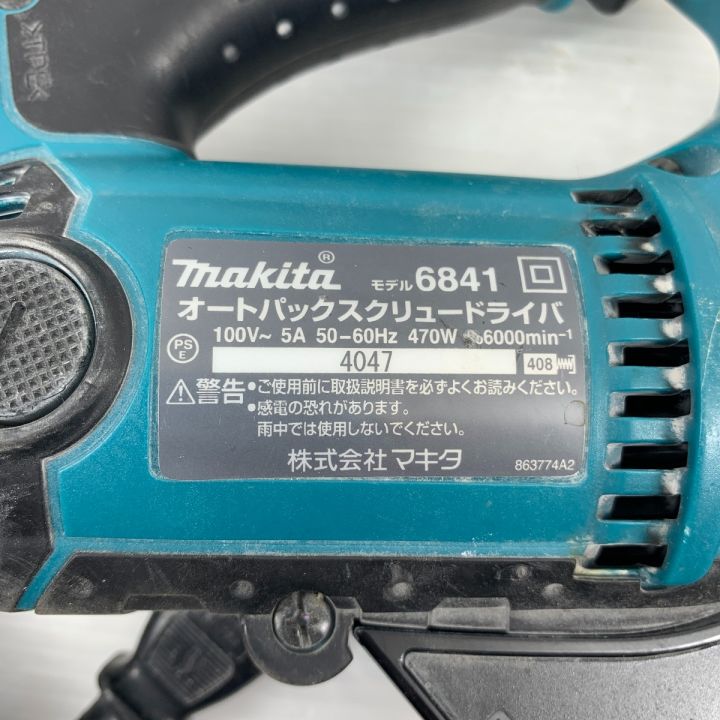 makita® モデル 6841
オートパックスクリュードライバ
100V~ 5A 50-60Hz 470W 6000min⁻¹
PS E
4047
408
⚠警告 •ご使用前に取扱説明書を必ずよくお読みください。
•感電の恐れがあります。
雨中では使用しないでください。
株式会社 マキタ
863774A2